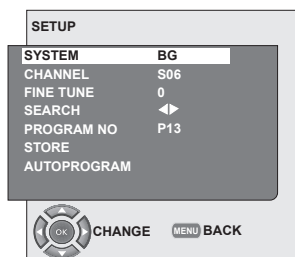 SETUP
SYSTEM BG
CHANNEL S06
FINE TUNE 0
SEARCH
PROGRAM NO P13
STORE
AUTOPROGRAM
OK CHANGE MENU BACK